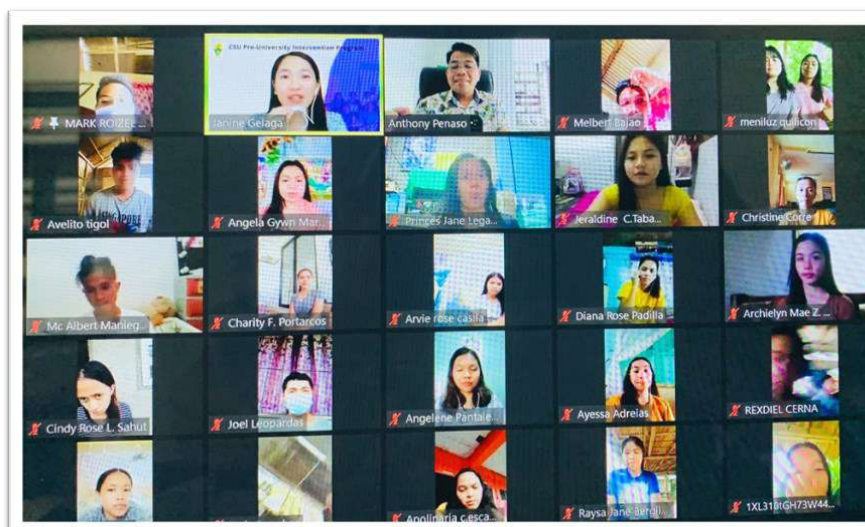 MARK ROIZEL ...
CSU Pre-University Intervention Program
Janine Gelaga
Anthony Penaso
Melbert Bajao
meniluz quilicon
Avelito tigol
Angela Gywn Mar...
Princes Jane Lega...
Jeraldine C.Taba...
Christine Corre
Mc Albert Manieg...
Charity F. Portarcos
Arvie rose casila
Diana Rose Padilla
Archielyn Mae Z. ...
Cindy Rose L. Sahut
Joel Leopardas
Angelene Pantale...
Ayessa Adreias
REXDIEL CERNA
Apolinaria c.esca...
Raysa Jane
1XL310tGH73W44...